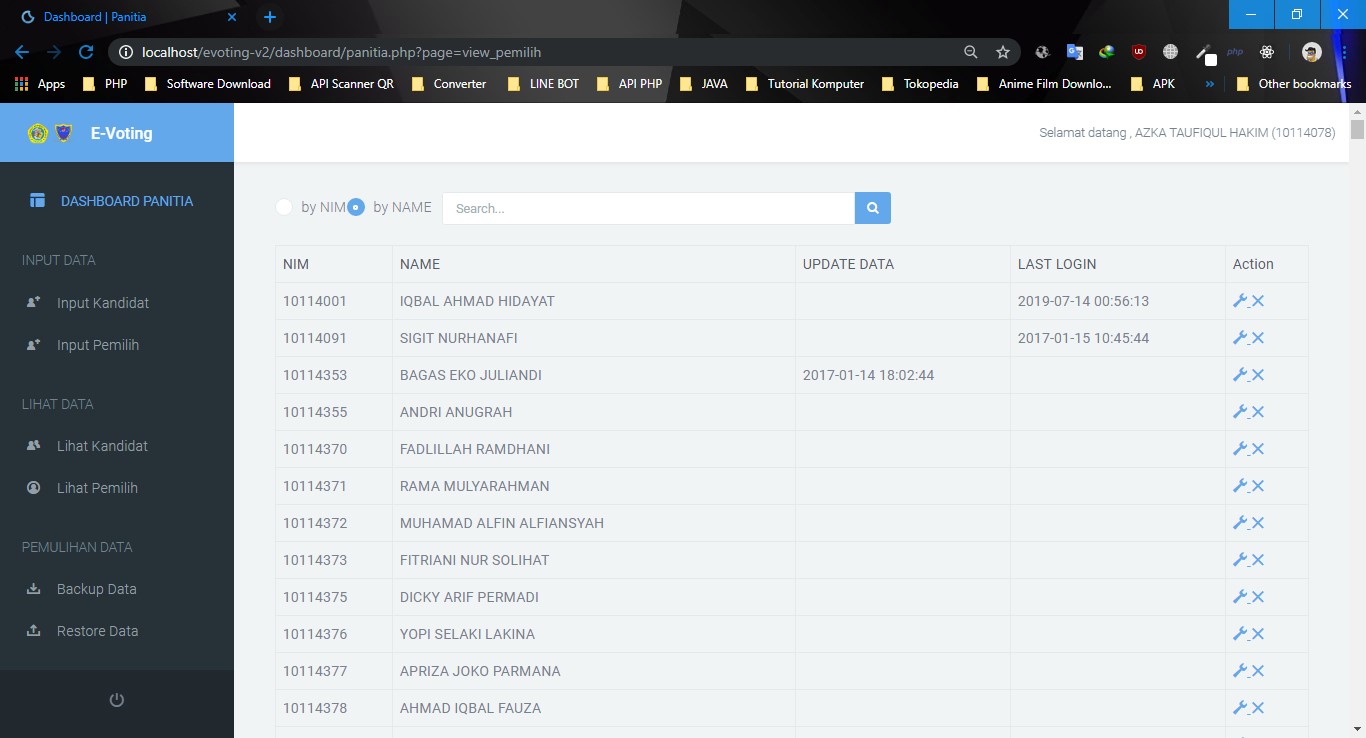 Dashboard | Panitia
localhost/evoting-v2/dashboard/panitia.php?page=view_pemilih
UD php
Apps PHP Software Download API Scanner QR Converter LINE BOT API PHP JAVA Tutorial Komputer Tokopedia Anime Film Downlo... APK » Other bookmarks
E-Voting
Selamat datang , AZKA TAUFIQUL HAKIM (10114078)
DASHBOARD PANITIA
INPUT DATA
Input Kandidat
Input Pemilih
LIHAT DATA
Lihat Kandidat
Lihat Pemilih
PEMULIHAN DATA
Backup Data
Restore Data
by NIM by NAME Search...
NIM NAME UPDATE DATA LAST LOGIN Action
10114001 IQBAL AHMAD HIDAYAT 2019-07-14 00:56:13
10114091 SIGIT NURHANAFI 2017-01-15 10:45:44
10114353 BAGAS EKO JULIANDI 2017-01-14 18:02:44
10114355 ANDRI ANUGRAH
10114370 FADLILLAH RAMDHANI
10114371 RAMA MULYARAHMAN
10114372 MUHAMAD ALFIN ALFIANSYAH
10114373 FITRIANI NUR SOLIHAT
10114375 DICKY ARIF PERMADI
10114376 YOPI SELAKI LAKINA
10114377 APRIZA JOKO PARMANA
10114378 AHMAD IQBAL FAUZA